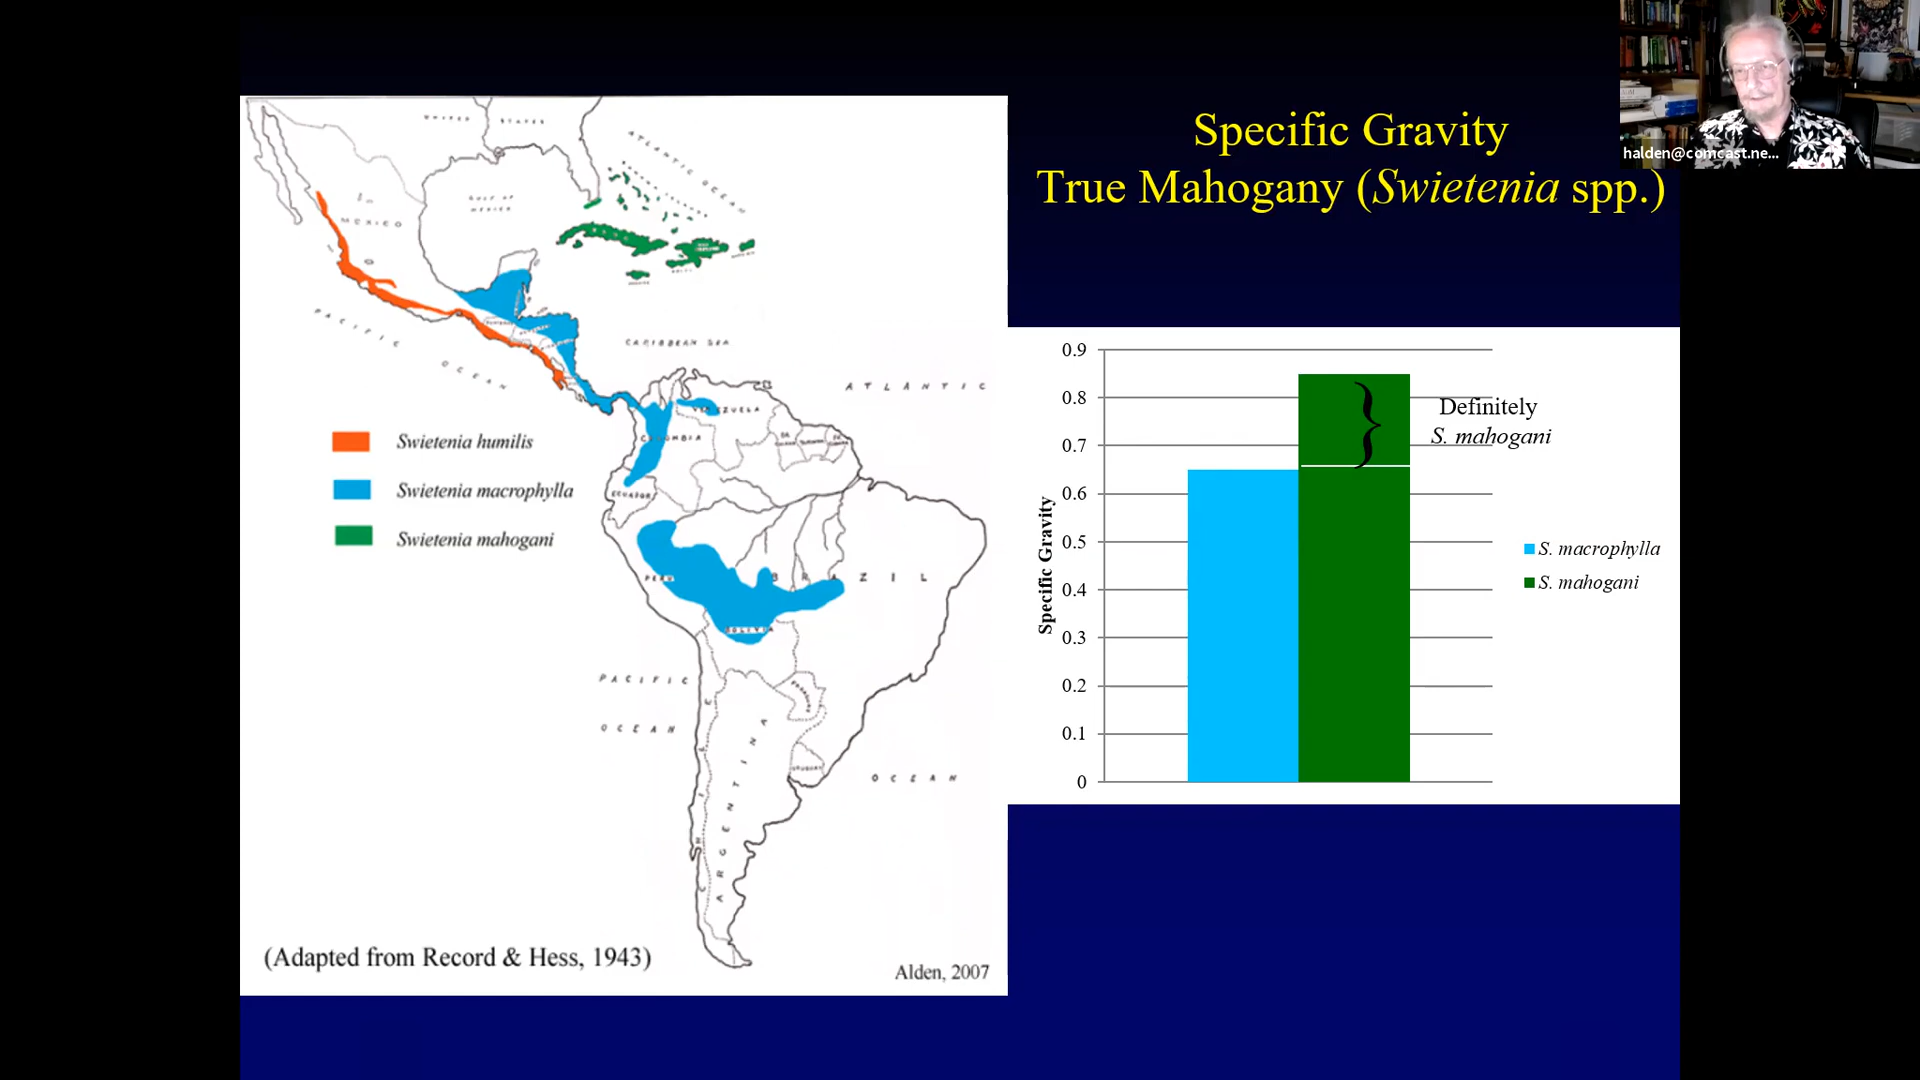 Specific Gravity
True Mahogany (Swietenia spp.)
halden@comcast.ne...
UNITED STATES
ATLANTIC OCEAN
GULF OF
MEXICO
MEXICO
PACIFIC OCEAN
CARIBBEAN SEA
ATLANTIC
VENEZUELA
COLOMBIA
ECUADOR
PERU
BRAZIL
BOLIVIA
PACIFIC
OCEAN
CHILE
ARGENTINA
URUGUAY
OCEAN
Swietenia humilis
Swietenia macrophylla
Swietenia mahogani
(Adapted from Record & Hess, 1943)
Alden, 2007
Specific Gravity
0.9
0.8
0.7
0.6
0.5
0.4
0.3
0.2
0.1
0
Definitely
S. mahogani
S. macrophylla
S. mahogani